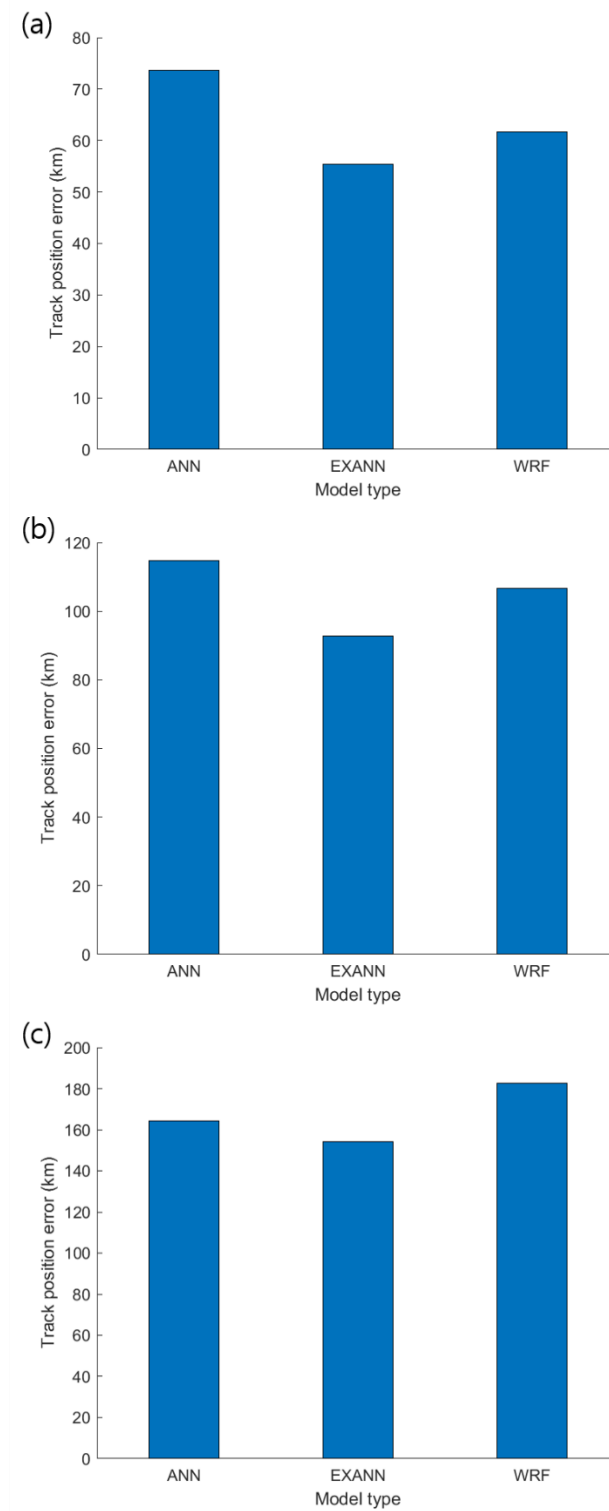 (a)
80
70
60
50
40
30
20
10
0
Track position error (km)
ANN EXANN WRF
Model type
(b)
120
100
80
60
40
20
0
Track position error (km)
ANN EXANN WRF
Model type
(c)
200
180
160
140
120
100
80
60
40
20
0
Track position error (km)
ANN EXANN WRF
Model type